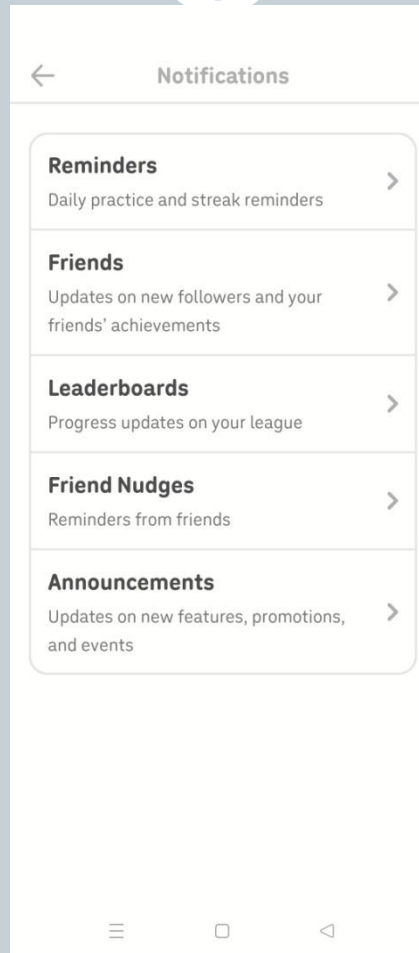 Notifications
Reminders
Daily practice and streak reminders
Friends
Updates on new followers and your
friends’ achievements
Leaderboards
Progress updates on your league
Friend Nudges
Reminders from friends
Announcements
Updates on new features, promotions,
and events